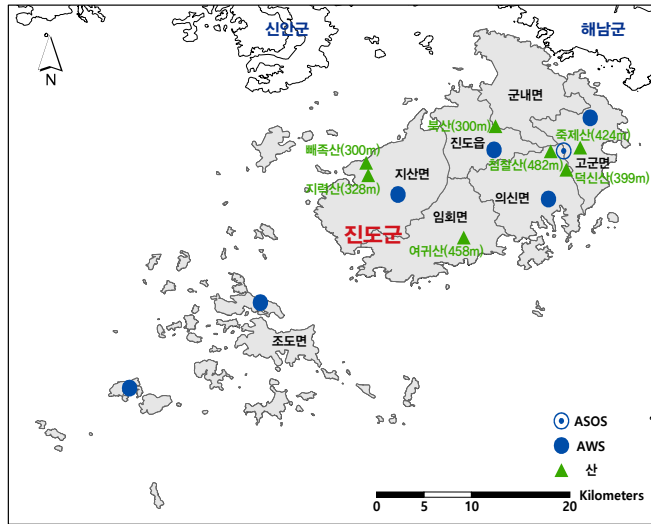 신안군
해남군
N
군내면
북산(300m)
죽제산(424m)
진도읍
빼족산(300m)
첨찰산(482m)
고군면
지산면
덕신산(399m)
지력산(328m)
의신면
임회면
진도군
여귀산(458m)
조도면
ASOS
AWS
산
0 5 10 20 Kilometers